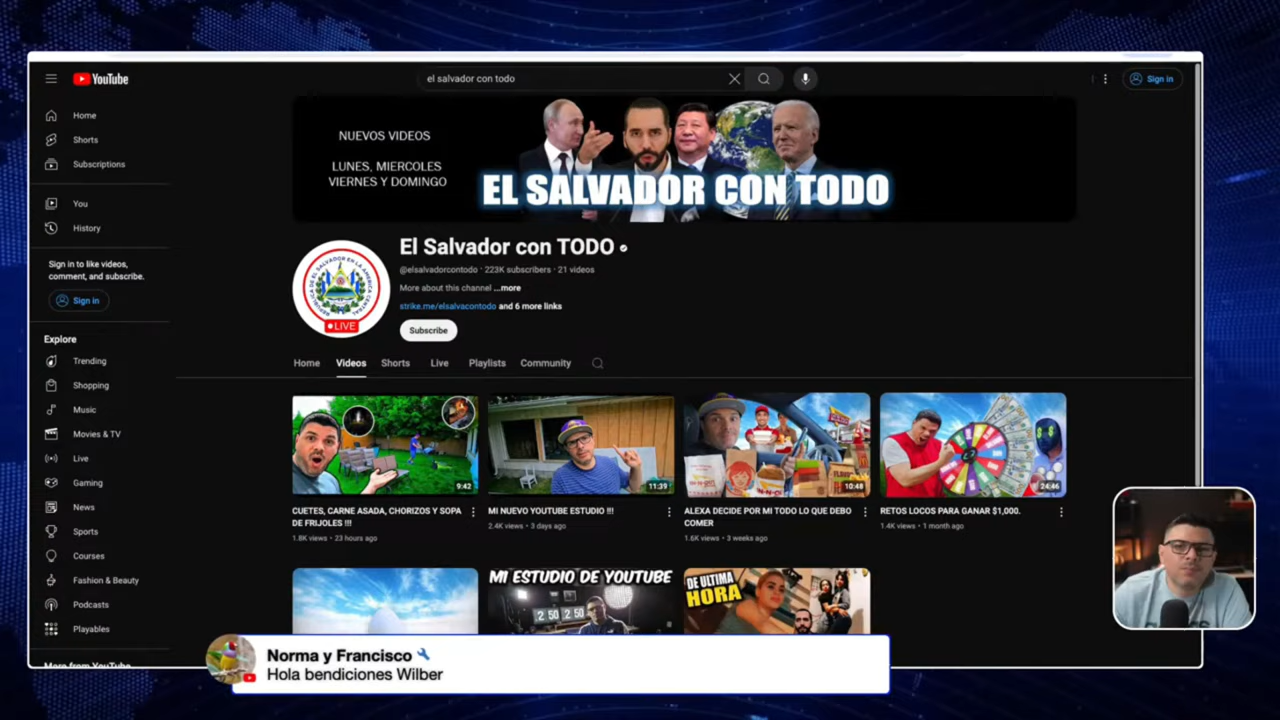 YouTube
el salvador con todo
Sign in
Home
Shorts
Subscriptions
You
History
Sign in to like videos,
comment, and subscribe.
Sign in
Explore
Trending
Shopping
Music
Movies & TV
Live
Gaming
News
Sports
Courses
Fashion & Beauty
Podcasts
Playables
More from YouTube
NUEVOS VIDEOS
LUNES, MIERCOLES
VIERNES Y DOMINGO
EL SALVADOR CON TODO
REPUBLICA DE EL SALVADOR EN LA AMERICA CENTRAL
LIVE
El Salvador con TODO
@elsalvadorcontodo · 223K subscribers · 21 videos
More about this channel ...more
strike.me/elsalvacontodo and 6 more links
Subscribe
Home Videos Shorts Live Playlists Community
9:42
11:39
10:48
24:46
CUETES, CARNE ASADA, CHORIZOS Y SOPA
DE FRIJOLES !!!
1.8K views · 23 hours ago
MI NUEVO YOUTUBE ESTUDIO !!!
2.4K views · 3 days ago
ALEXA DECIDE POR MI TODO LO QUE DEBO
COMER
1.6K views · 3 weeks ago
RETOS LOCOS PARA GANAR $1,000.
1.4K views · 1 month ago
MI ESTUDIO DE YOUTUBE
2 50 2 50
DE ULTIMA
HORA
Norma y Francisco
Hola bendiciones Wilber